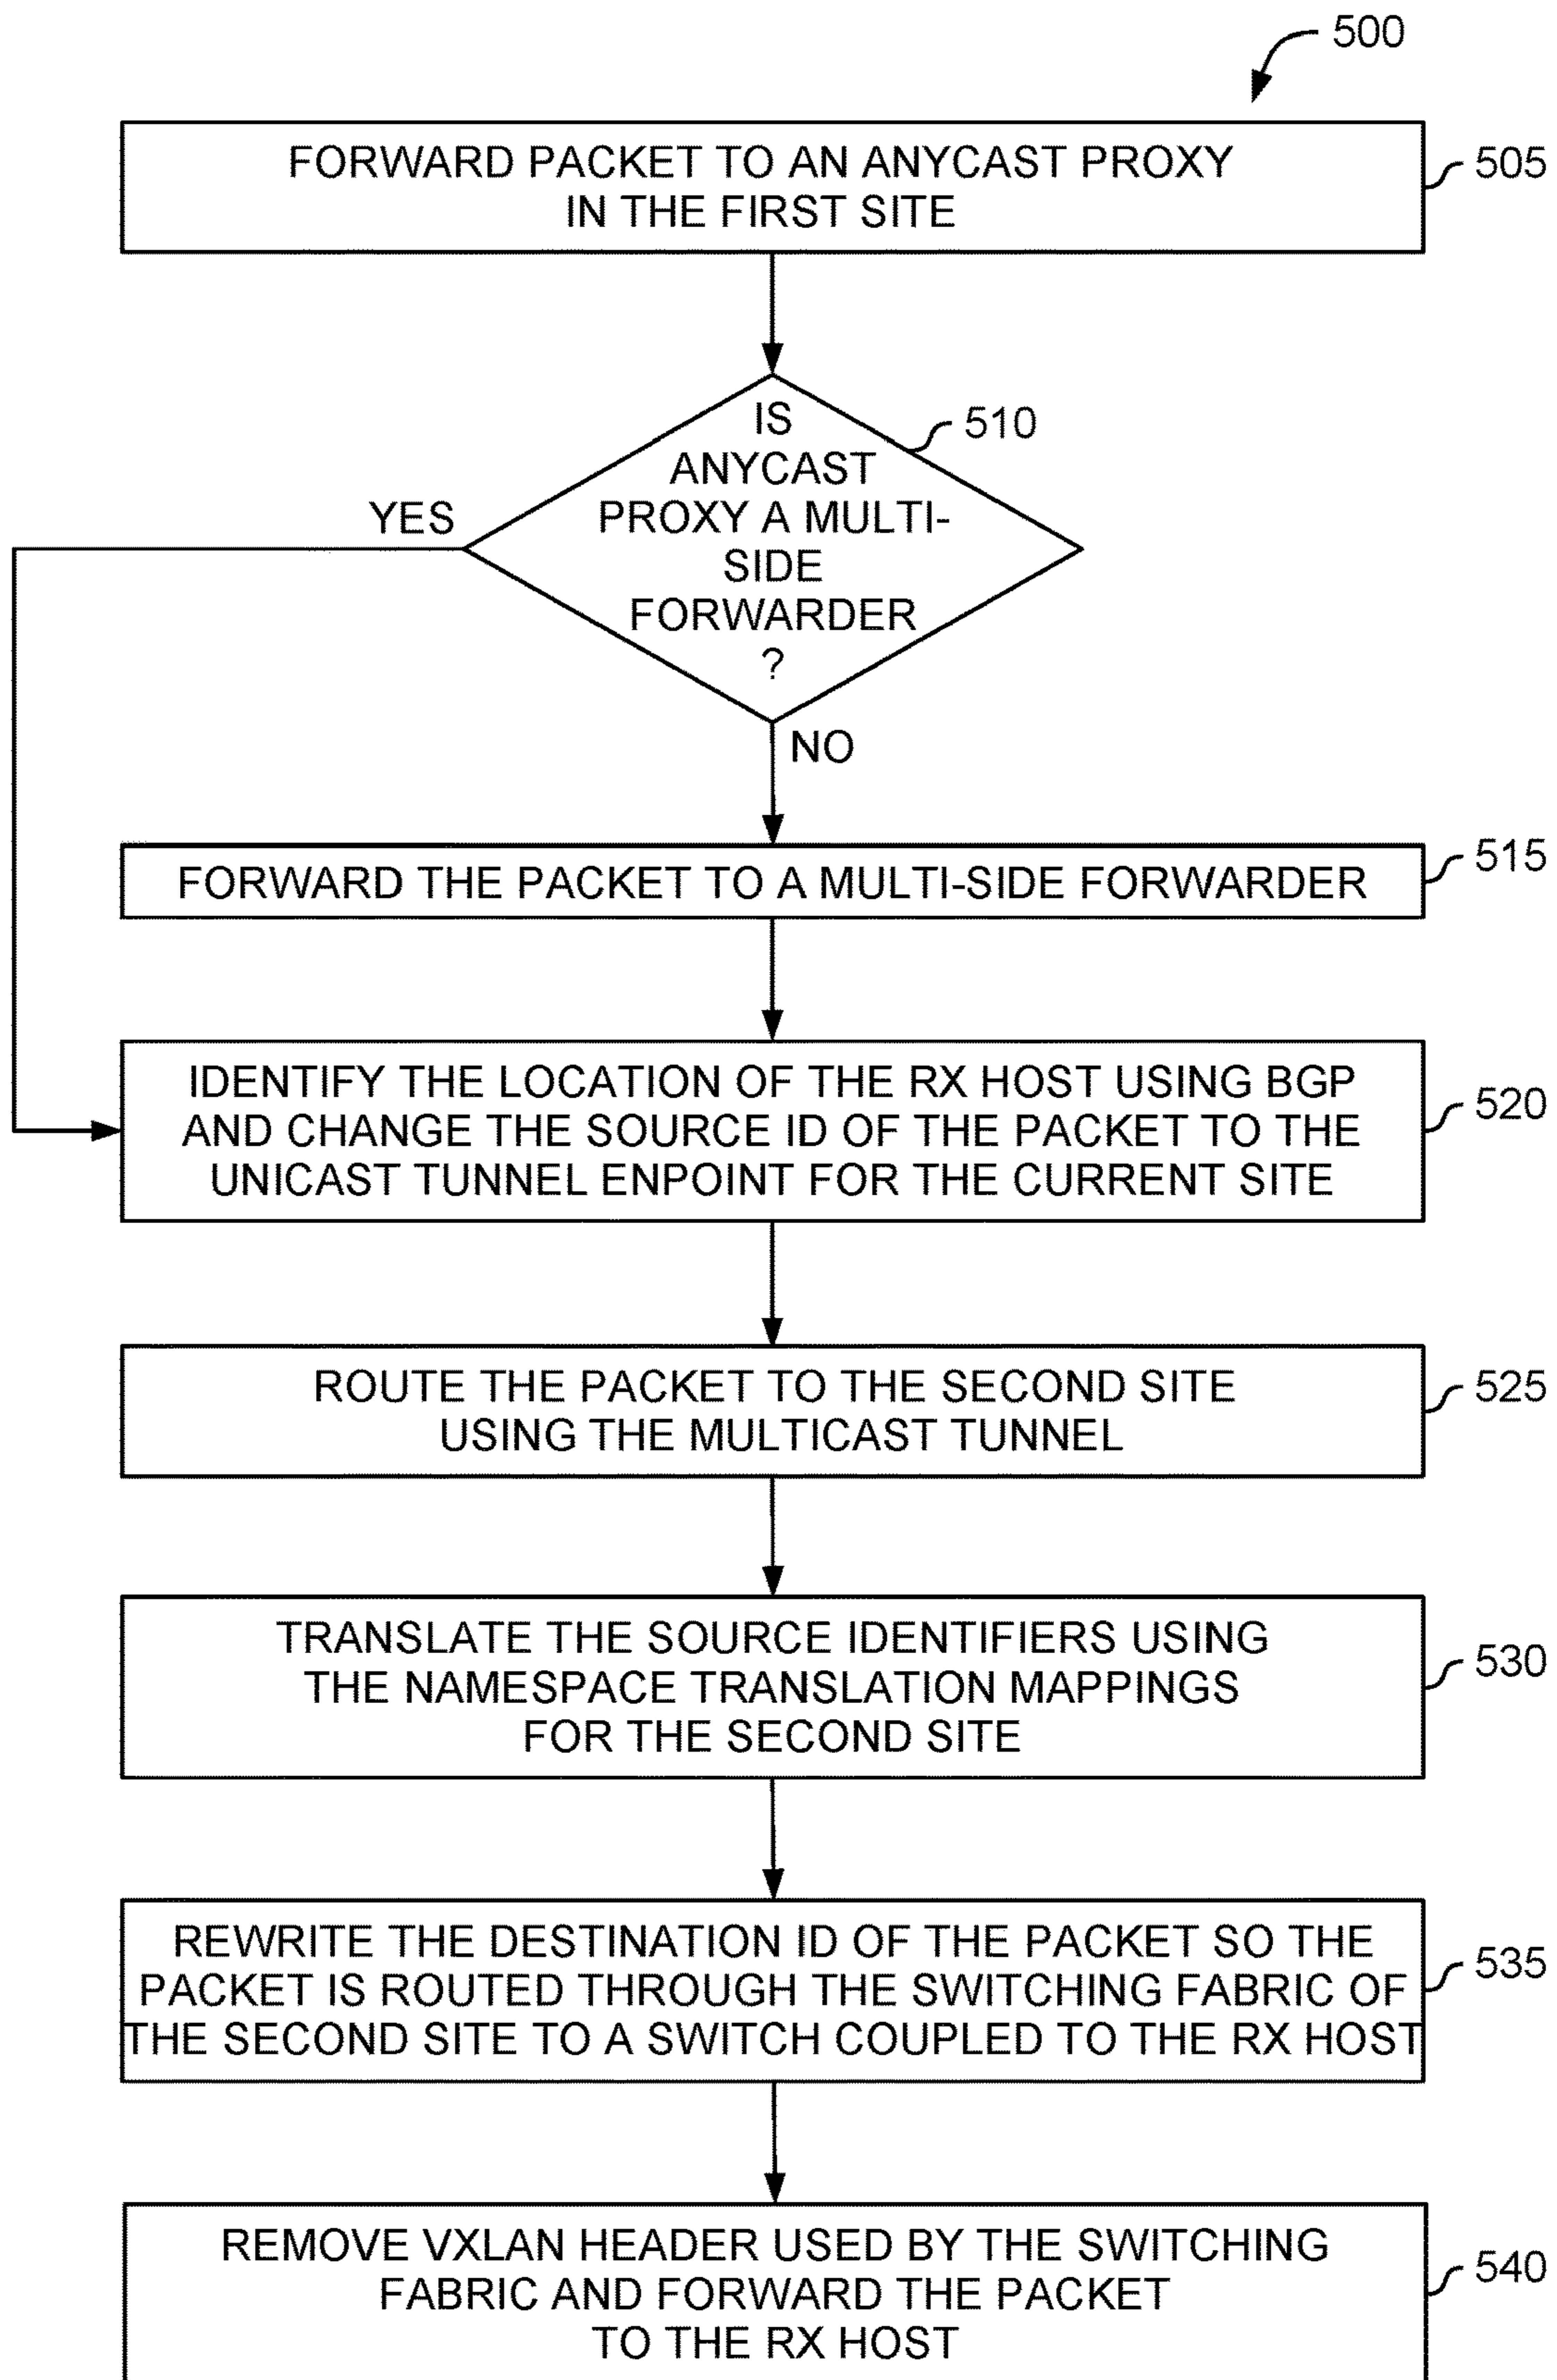 500
FORWARD PACKET TO AN ANYCAST PROXY
IN THE FIRST SITE
505
IS
ANYCAST
PROXY A MULTI-
SIDE
FORWARDER
?
510
YES
NO
FORWARD THE PACKET TO A MULTI-SIDE FORWARDER
515
IDENTIFY THE LOCATION OF THE RX HOST USING BGP
AND CHANGE THE SOURCE ID OF THE PACKET TO THE
UNICAST TUNNEL ENPOINT FOR THE CURRENT SITE
520
ROUTE THE PACKET TO THE SECOND SITE
USING THE MULTICAST TUNNEL
525
TRANSLATE THE SOURCE IDENTIFIERS USING
THE NAMESPACE TRANSLATION MAPPINGS
FOR THE SECOND SITE
530
REWRITE THE DESTINATION ID OF THE PACKET SO THE
PACKET IS ROUTED THROUGH THE SWITCHING FABRIC OF
THE SECOND SITE TO A SWITCH COUPLED TO THE RX HOST
535
REMOVE VXLAN HEADER USED BY THE SWITCHING
FABRIC AND FORWARD THE PACKET
TO THE RX HOST
540